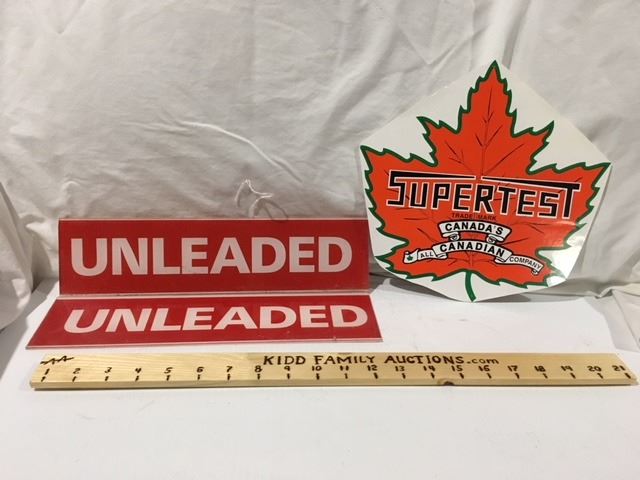 UNLEADED
UNLEADED
SUPERTEST
TRADE MARK
CANADA'S
ALL CANADIAN COMPANY
KIDD FAMILY AUCTIONS.com
1 2 3 4 5 6 7 8 9 10 11 12 13 14 15 16 17 18 19 20 21